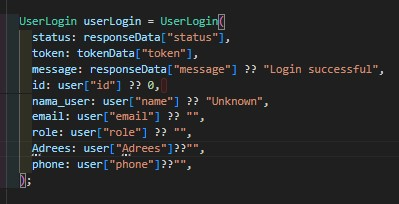 UserLogin userLogin = UserLogin(
status: responseData["status"],
token: tokenData["token"],
message: responseData["message"] ?? "Login successful",
id: user["id"] ?? 0,
nama_user: user["name"] ?? "Unknown",
email: user["email"] ?? "",
role: user["role"] ?? "",
Adrees: user["Adrees"]??"",
phone: user["phone"]??"",
);